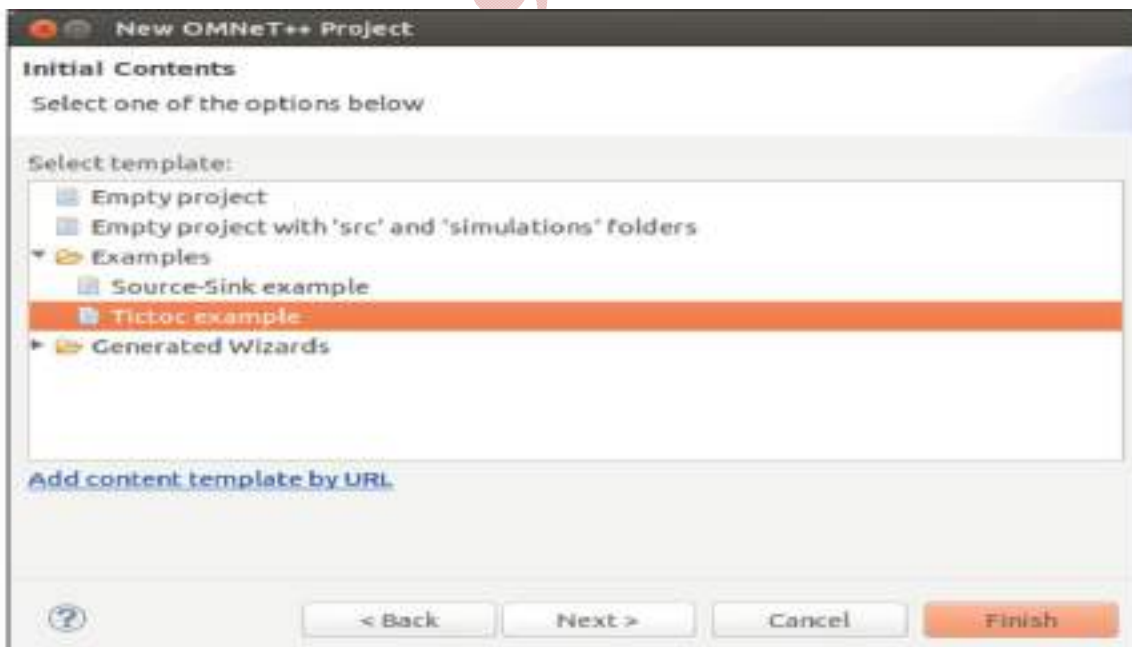 New OMNeT++ Project
Initial Contents
Select one of the options below
Select template:
Empty project
Empty project with 'src' and 'simulations' folders
Examples
Source-Sink example
Tictoc example
Generated Wizards
Add content template by URL
? < Back Next > Cancel Finish